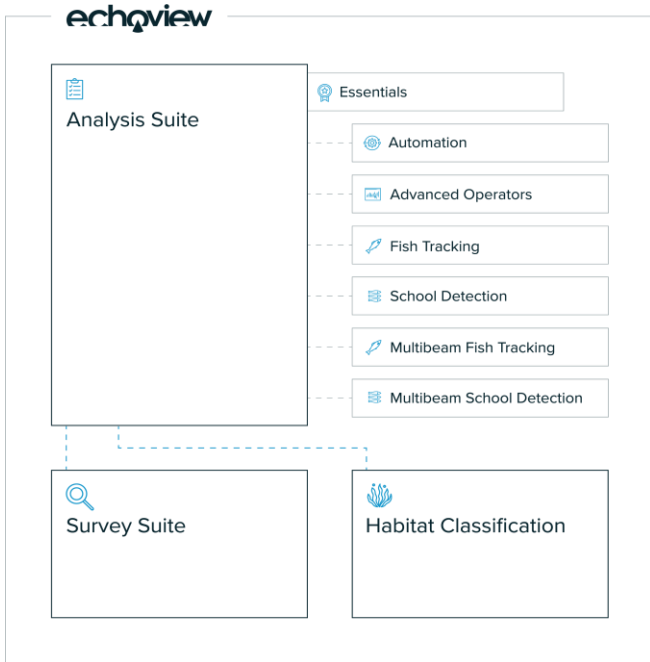 echoview
Analysis Suite
Essentials
Automation
Advanced Operators
Fish Tracking
School Detection
Multibeam Fish Tracking
Multibeam School Detection
Survey Suite
Habitat Classification